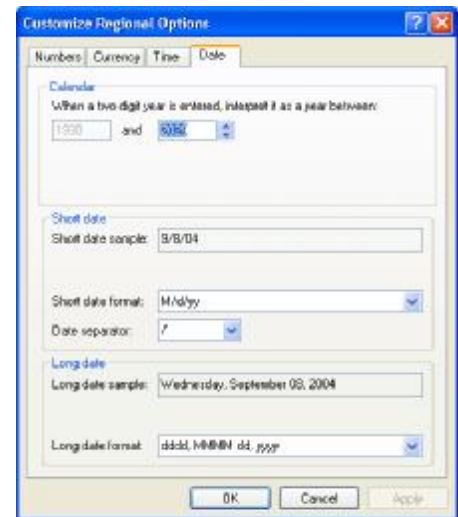 Customize Regional Options
Numbers Currency Time Date
Calendar
When a two digit year is entered, interpret it as a year between:
and
Short date
Short date sample: 9/8/04
Short date format: M/d/yy
Date separator: /
Long date
Long date sample: Wednesday, September 08, 2004
Long date format: dddd, MMMM dd, yyyy
OK Cancel Apply